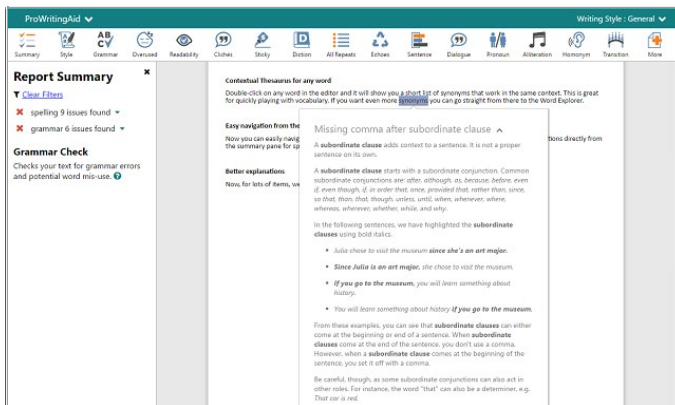 ProWritingAid
Writing Style : General
Summary Style Grammar Overused Readability Clichés Sticky Diction All Repeats Echoes Sentence Dialogue Pronoun Alliteration Homonym Transition More
Report Summary
Clear Filters
spelling 9 issues found
grammar 6 issues found
Grammar Check
Checks your text for grammar errors
and potential word mis-use.
Contextual Thesaurus for any word
Double-click on any word in the editor and it will show you a short list of synonyms that work in the same context. This is great
for quickly playing with vocabulary. If you want even more synonyms you can go straight from there to the Word Explorer.
Easy navigation from the
Now you can easily navig
tions directly from
the summary pane for sp
Better explanations
Now, for lots of items, we
Missing comma after subordinate clause
A subordinate clause adds context to a sentence. It is not a proper
sentence on its own.
A subordinate clause starts with a subordinate conjunction. Common
subordinate conjunctions are: after, although, as, because, before, even
if, even though, if, in order that, once, provided that, rather than, since,
so that, than, that, though, unless, until, when, whenever, where,
whereas, wherever, whether, while, and why.
In the following sentences, we have highlighted the subordinate
clauses using bold italics.
• Julia chose to visit the museum since she's an art major.
• Since Julia is an art major, she chose to visit the museum.
• If you go to the museum, you will learn something about
history.
• You will learn something about history if you go to the museum.
From these examples, you can see that subordinate clauses can either
come at the beginning or end of a sentence. When subordinate
clauses come at the end of the sentence, you don't use a comma.
However, when a subordinate clause comes at the beginning of the
sentence, you set it off with a comma.
Be careful, though, as some subordinate conjunctions can also act in
other roles. For instance, the word "that" can also be a determiner, e.g.
That car is red.